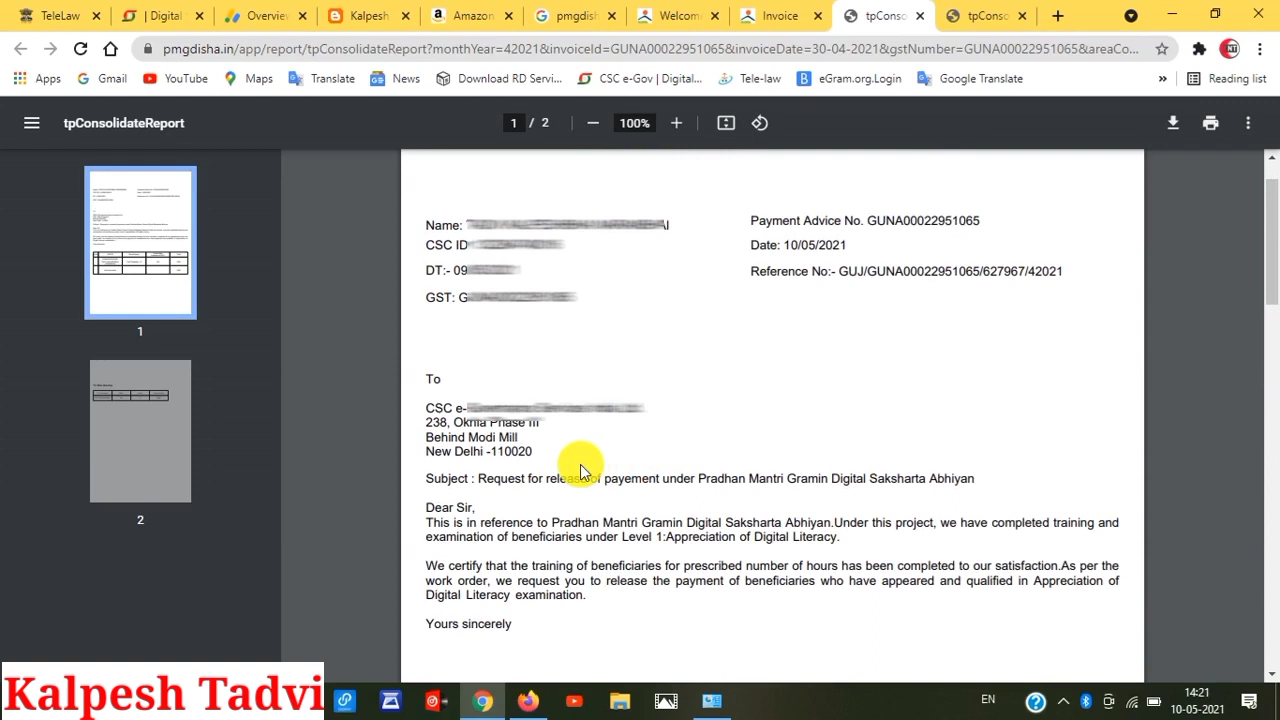 TeleLaw
| Digital
Overview
Kalpesh
Amazon
pmgdish
Welcome
Invoice
tpConso
tpConso
pmgdisha.in/app/report/tpConsolidateReport?monthYear=42021&invoiceId=GUNA00022951065&invoiceDate=30-04-2021&gstNumber=GUNA00022951065&areaCo...
Apps
Gmail
YouTube
Maps
Translate
News
Download RD Servi...
CSC e-Gov | Digital...
Tele-law
eGram.org.Login
Google Translate
»
Reading list
tpConsolidateReport
1 / 2
100%
1
2
Name:
CSC ID
DT:- 09
GST: G
Payment Advice No. GUNA00022951065
Date: 10/05/2021
Reference No:- GUJ/GUNA00022951065/627967/42021
To
CSC e-
238, Okhla Phase III
Behind Modi Mill
New Delhi -110020
Subject : Request for release of payement under Pradhan Mantri Gramin Digital Saksharta Abhiyan
Dear Sir,
This is in reference to Pradhan Mantri Gramin Digital Saksharta Abhiyan.Under this project, we have completed training and
examination of beneficiaries under Level 1:Appreciation of Digital Literacy.
We certify that the training of beneficiaries for prescribed number of hours has been completed to our satisfaction.As per the
work order, we request you to release the payment of beneficiaries who have appeared and qualified in Appreciation of
Digital Literacy examination.
Yours sincerely
Kalpesh Tadvi
EN
14:21
10-05-2021